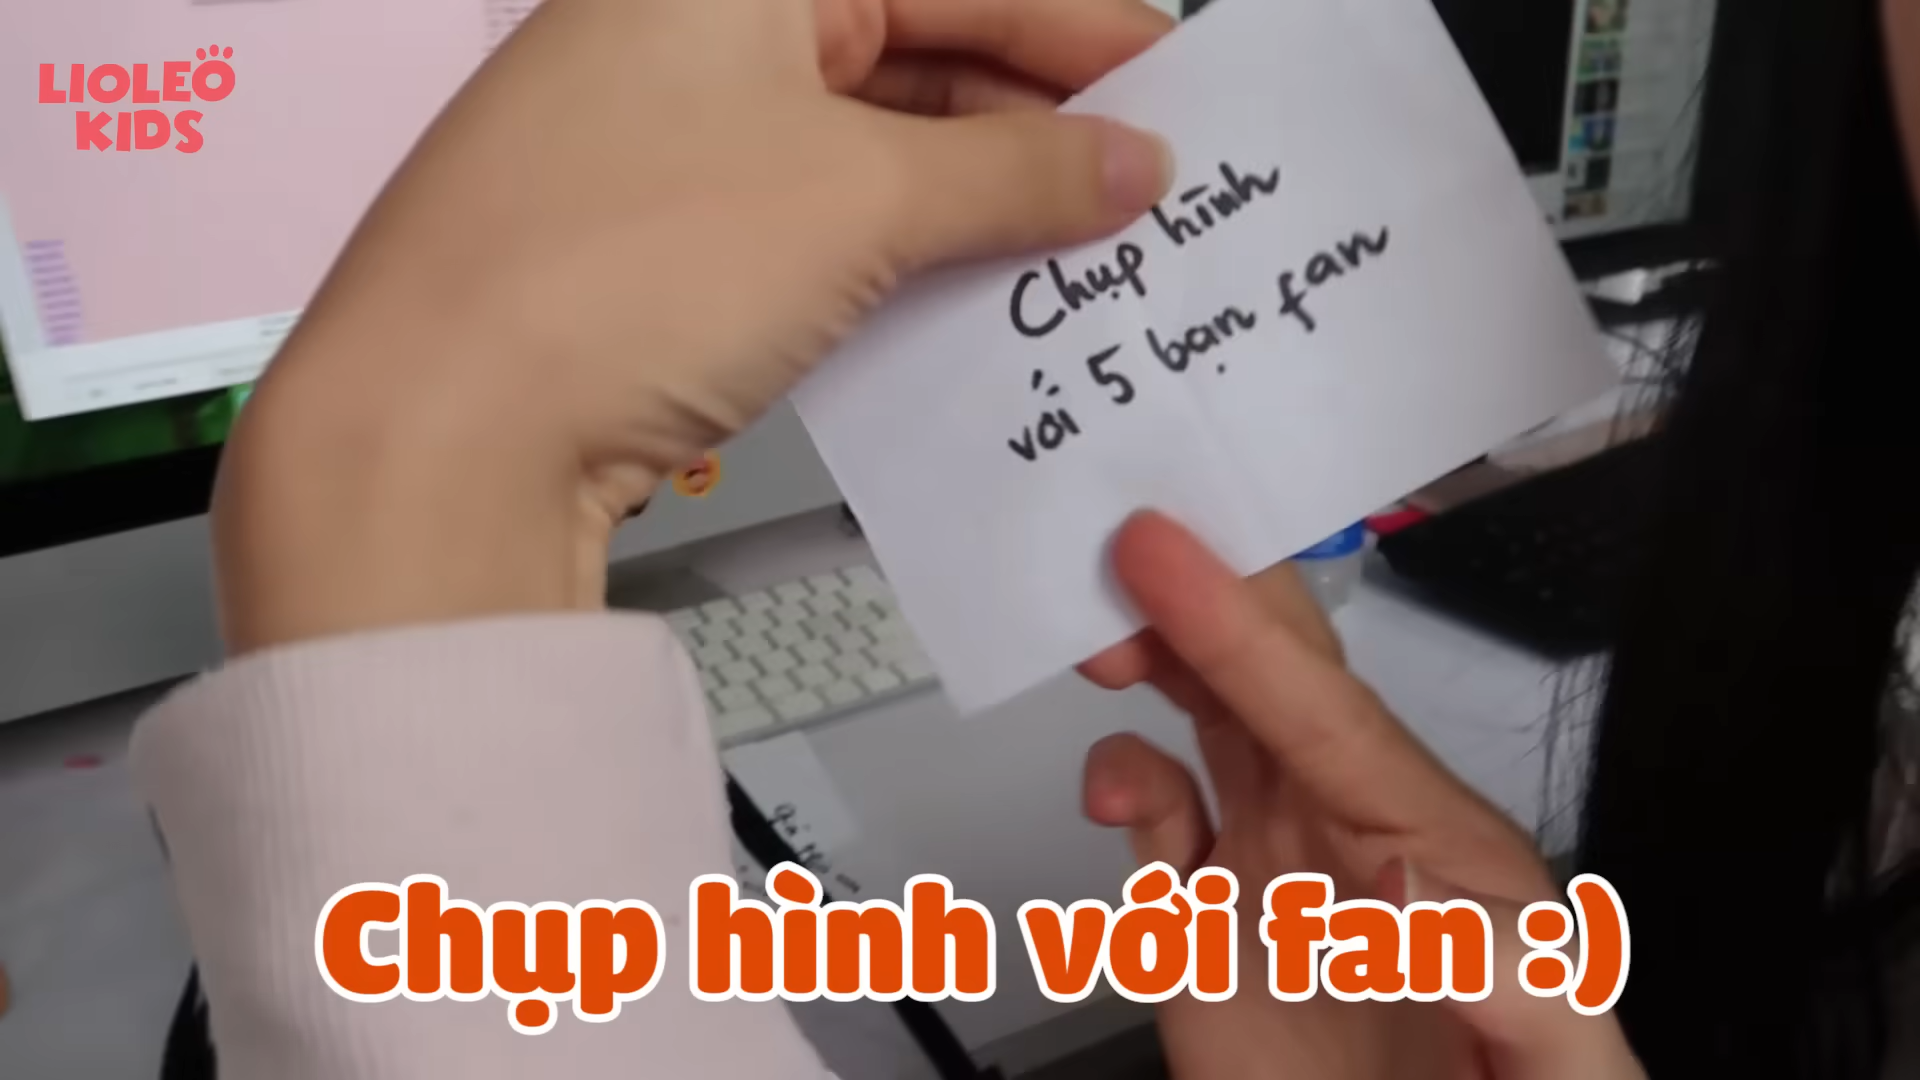 LIOLEO
KIDS
Chụp hình
với 5 bạn fan
Chụp hình với fan :)